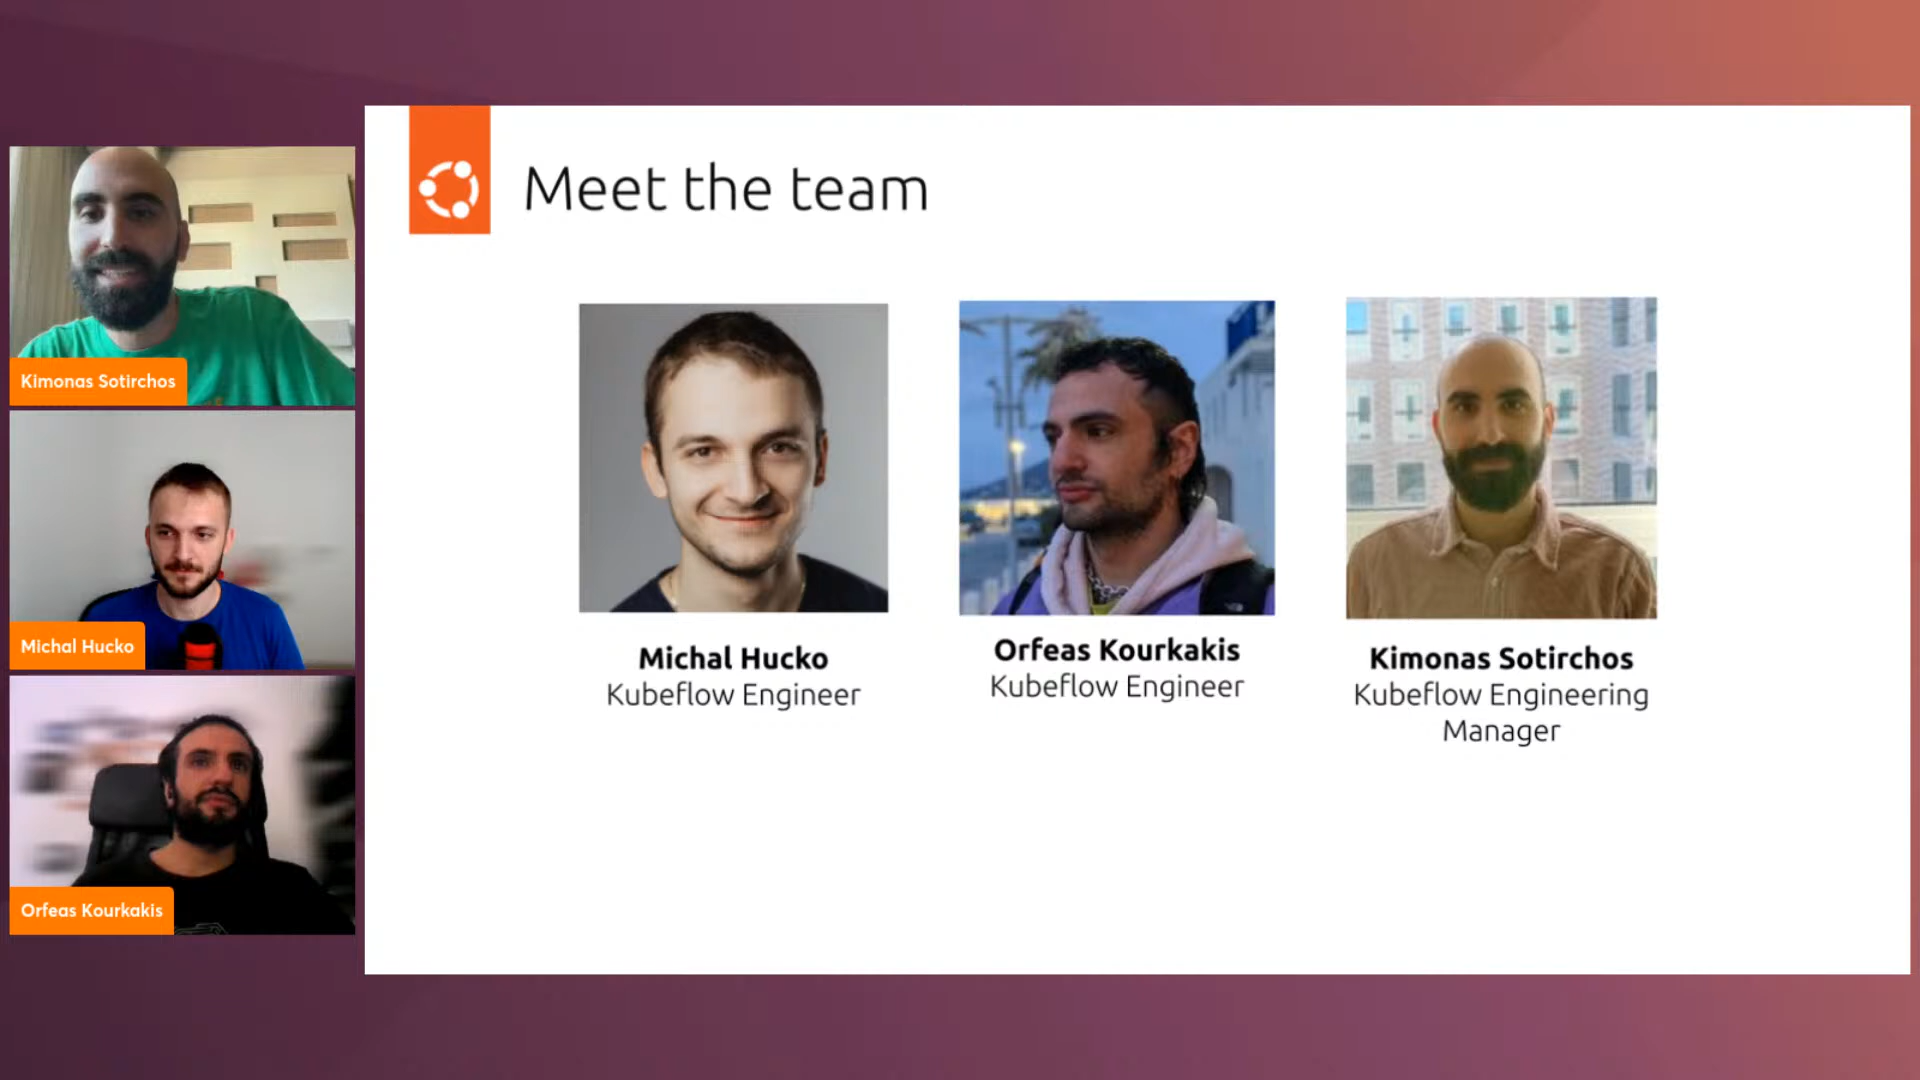 Kimonas Sotirchos
Michal Hucko
Orfeas Kourkakis
Meet the team
Michal Hucko
Kubeflow Engineer
Orfeas Kourkakis
Kubeflow Engineer
Kimonas Sotirchos
Kubeflow Engineering
Manager